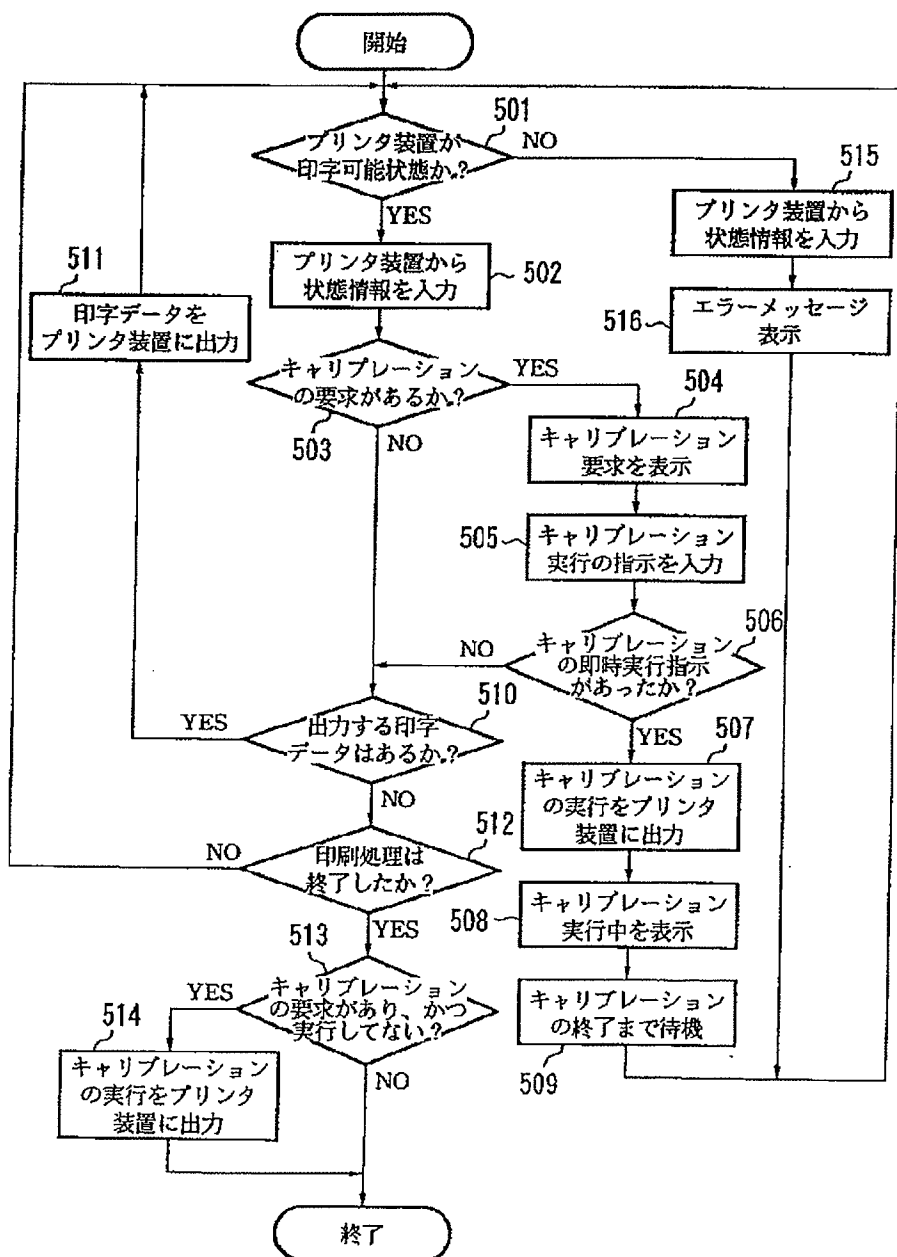 開始
501
プリンタ装置が
印字可能状態か?
NO
YES
515
プリンタ装置から
状態情報を入力
516
エラーメッセージ
表示
プリンタ装置から
状態情報を入力
502
511
印字データを
プリンタ装置に出力
キャリブレーション
の要求があるか?
YES
503
NO
504
キャリブレーション
要求を表示
505
キャリブレーション
実行の指示を入力
506
キャリブレーション
の即時実行指示
があったか?
NO
YES
510
出力する印字
データはあるか?
YES
NO
507
キャリブレーション
の実行をプリンタ
装置に出力
512
印刷処理は
終了したか?
NO
YES
508
キャリブレーション
実行中を表示
513
キャリブレーション
の要求があり、かつ
実行してない?
YES
NO
キャリブレーション
の終了まで待機
509
514
キャリブレーション
の実行をプリンタ
装置に出力
終了